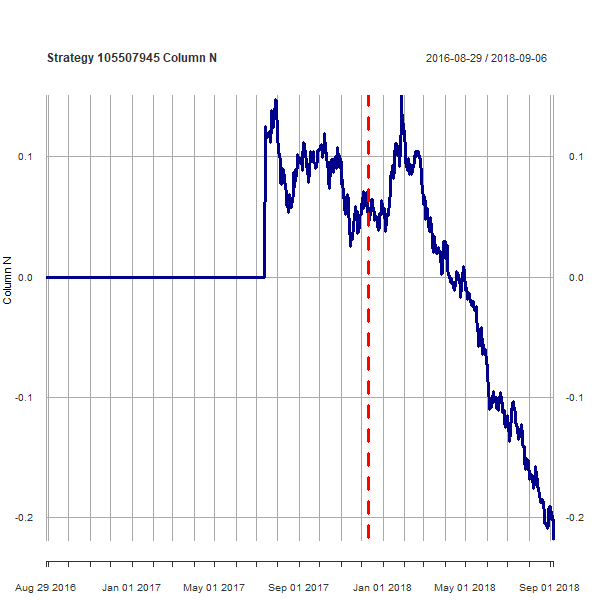 Strategy 105507945 Column N 2016-08-29 / 2018-09-06
0.1 0.1
Column N
0.0 0.0
-0.1 -0.1
-0.2 -0.2
Aug 29 2016 Jan 01 2017 May 01 2017 Sep 01 2017 Jan 01 2018 May 01 2018 Sep 01 2018